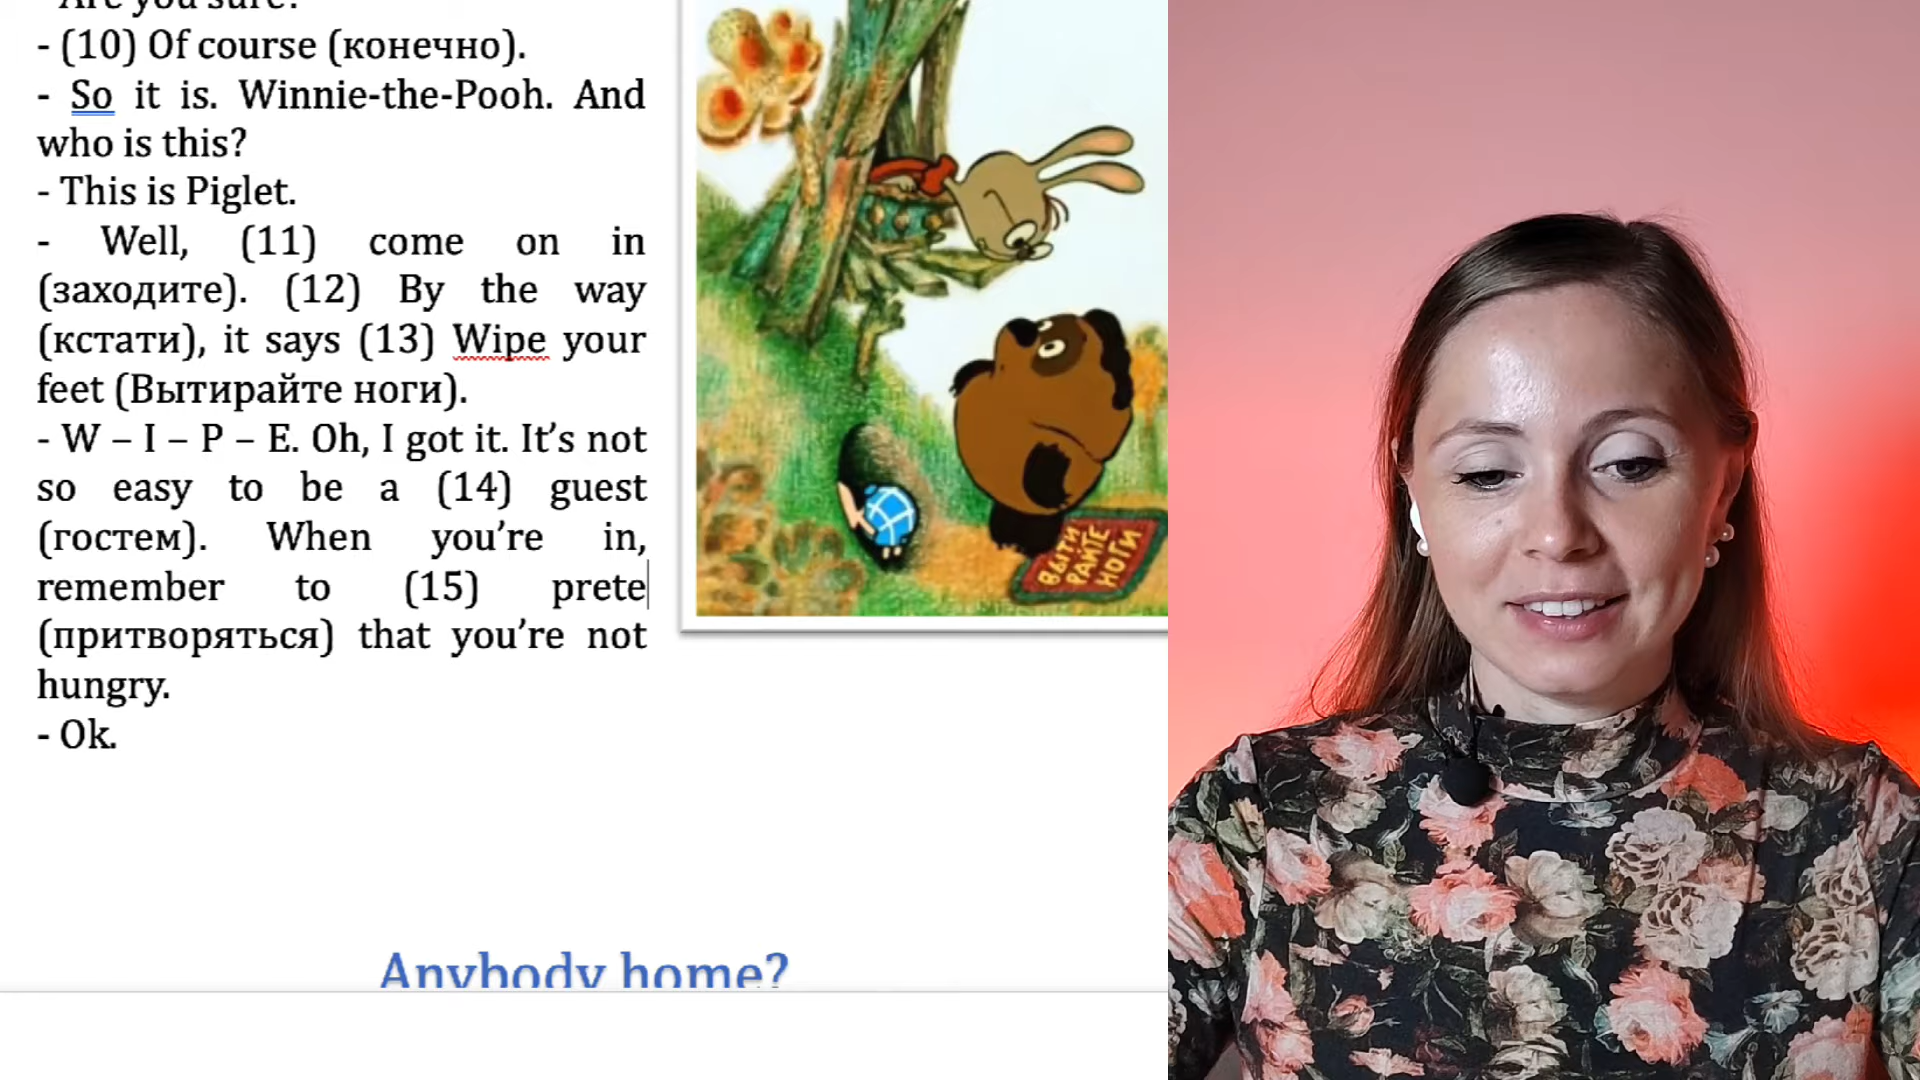 Are you sure?
- (10) Of course (конечно).
- So it is. Winnie-the-Pooh. And
who is this?
- This is Piglet.
- Well, (11) come on in
(заходите). (12) By the way
(кстати), it says (13) Wipe your
feet (Вытирайте ноги).
- W – I – P – E. Oh, I got it. It’s not
so easy to be a (14) guest
(гостем). When you’re in,
remember to (15) prete
(притворяться) that you’re not
hungry.
- Ok.
ВЫТИ
РАЙТЕ
НОГИ
Anybody home?